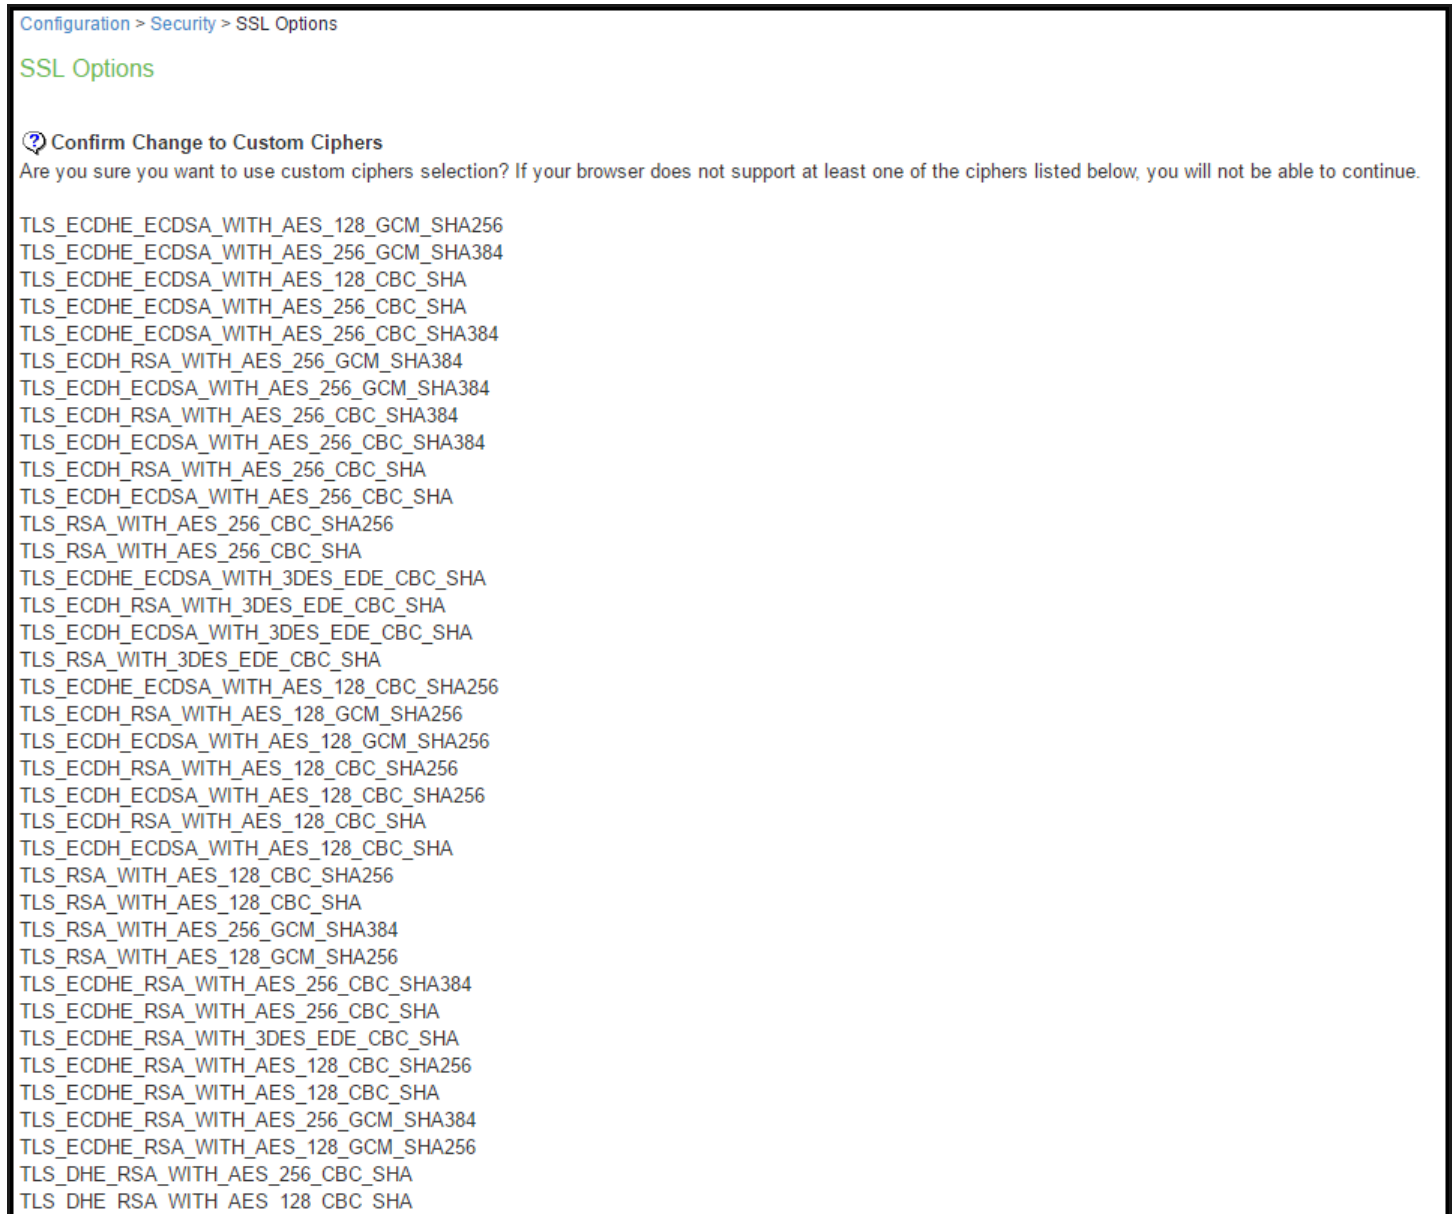 Configuration > Security > SSL Options
SSL Options
Confirm Change to Custom Ciphers
Are you sure you want to use custom ciphers selection? If your browser does not support at least one of the ciphers listed below, you will not be able to continue.
TLS_ECDHE_ECDSA_WITH_AES_128_GCM_SHA256
TLS_ECDHE_ECDSA_WITH_AES_256_GCM_SHA384
TLS_ECDHE_ECDSA_WITH_AES_128_CBC_SHA
TLS_ECDHE_ECDSA_WITH_AES_256_CBC_SHA
TLS_ECDHE_ECDSA_WITH_AES_256_CBC_SHA384
TLS_ECDH_RSA_WITH_AES_256_GCM_SHA384
TLS_ECDH_ECDSA_WITH_AES_256_GCM_SHA384
TLS_ECDH_RSA_WITH_AES_256_CBC_SHA384
TLS_ECDH_ECDSA_WITH_AES_256_CBC_SHA384
TLS_ECDH_RSA_WITH_AES_256_CBC_SHA
TLS_ECDH_ECDSA_WITH_AES_256_CBC_SHA
TLS_RSA_WITH_AES_256_CBC_SHA256
TLS_RSA_WITH_AES_256_CBC_SHA
TLS_ECDHE_ECDSA_WITH_3DES_EDE_CBC_SHA
TLS_ECDH_RSA_WITH_3DES_EDE_CBC_SHA
TLS_ECDH_ECDSA_WITH_3DES_EDE_CBC_SHA
TLS_RSA_WITH_3DES_EDE_CBC_SHA
TLS_ECDHE_ECDSA_WITH_AES_128_CBC_SHA256
TLS_ECDH_RSA_WITH_AES_128_GCM_SHA256
TLS_ECDH_ECDSA_WITH_AES_128_GCM_SHA256
TLS_ECDH_RSA_WITH_AES_128_CBC_SHA256
TLS_ECDH_ECDSA_WITH_AES_128_CBC_SHA256
TLS_ECDH_RSA_WITH_AES_128_CBC_SHA
TLS_ECDH_ECDSA_WITH_AES_128_CBC_SHA
TLS_RSA_WITH_AES_128_CBC_SHA256
TLS_RSA_WITH_AES_128_CBC_SHA
TLS_RSA_WITH_AES_256_GCM_SHA384
TLS_RSA_WITH_AES_128_GCM_SHA256
TLS_ECDHE_RSA_WITH_AES_256_CBC_SHA384
TLS_ECDHE_RSA_WITH_AES_256_CBC_SHA
TLS_ECDHE_RSA_WITH_3DES_EDE_CBC_SHA
TLS_ECDHE_RSA_WITH_AES_128_CBC_SHA256
TLS_ECDHE_RSA_WITH_AES_128_CBC_SHA
TLS_ECDHE_RSA_WITH_AES_256_GCM_SHA384
TLS_ECDHE_RSA_WITH_AES_128_GCM_SHA256
TLS_DHE_RSA_WITH_AES_256_CBC_SHA
TLS_DHE_RSA_WITH_AES_128_CBC_SHA